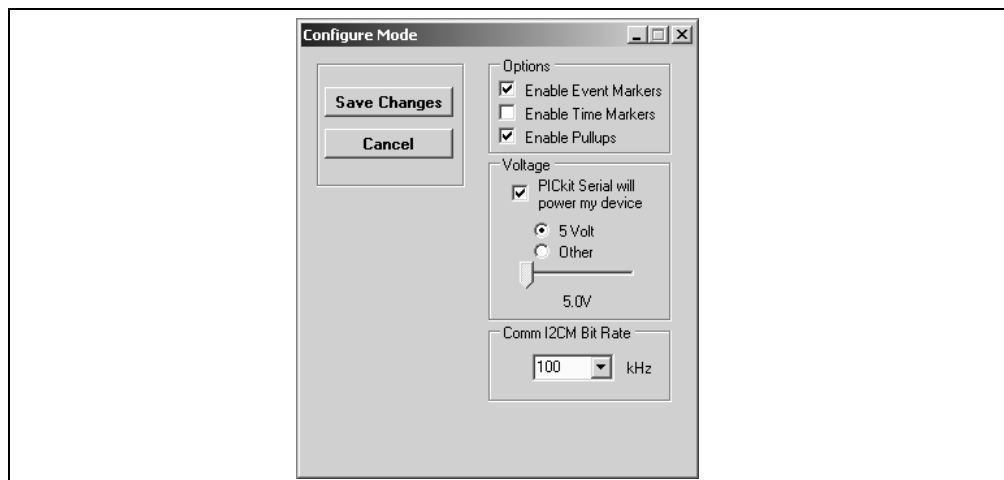 Configure Mode
Save Changes
Cancel
Options
Enable Event Markers
Enable Time Markers
Enable Pullups
Voltage
PICkit Serial will
power my device
5 Volt
Other
5.0V
Comm I2CM Bit Rate
100 kHz